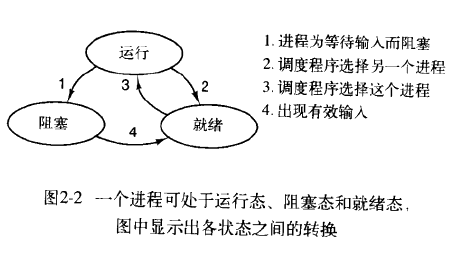 运行
1
3
2
阻塞
4
就绪
1. 进程为等待输入而阻塞
2. 调度程序选择另一个进程
3. 调度程序选择这个进程
4. 出现有效输入
图2-2 一个进程可处于运行态、阻塞态和就绪态,
图中显示出各状态之间的转换